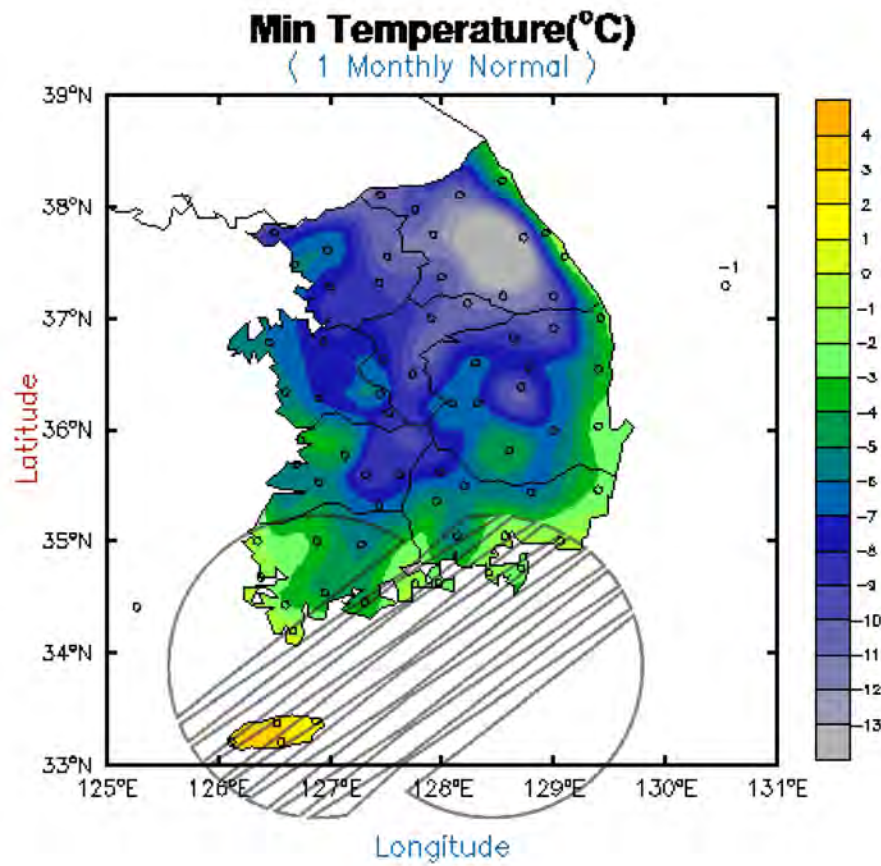 Min Temperature(°C)
( 1 Monthly Normal )
39°N
38°N
37°N
36°N
35°N
34°N
33°N
Latitude
125°E 126°E 127°E 128°E 129°E 130°E 131°E
Longitude
-1
4
3
2
1
0
-1
-2
-3
-4
-5
-6
-7
-8
-9
-10
-11
-12
-13